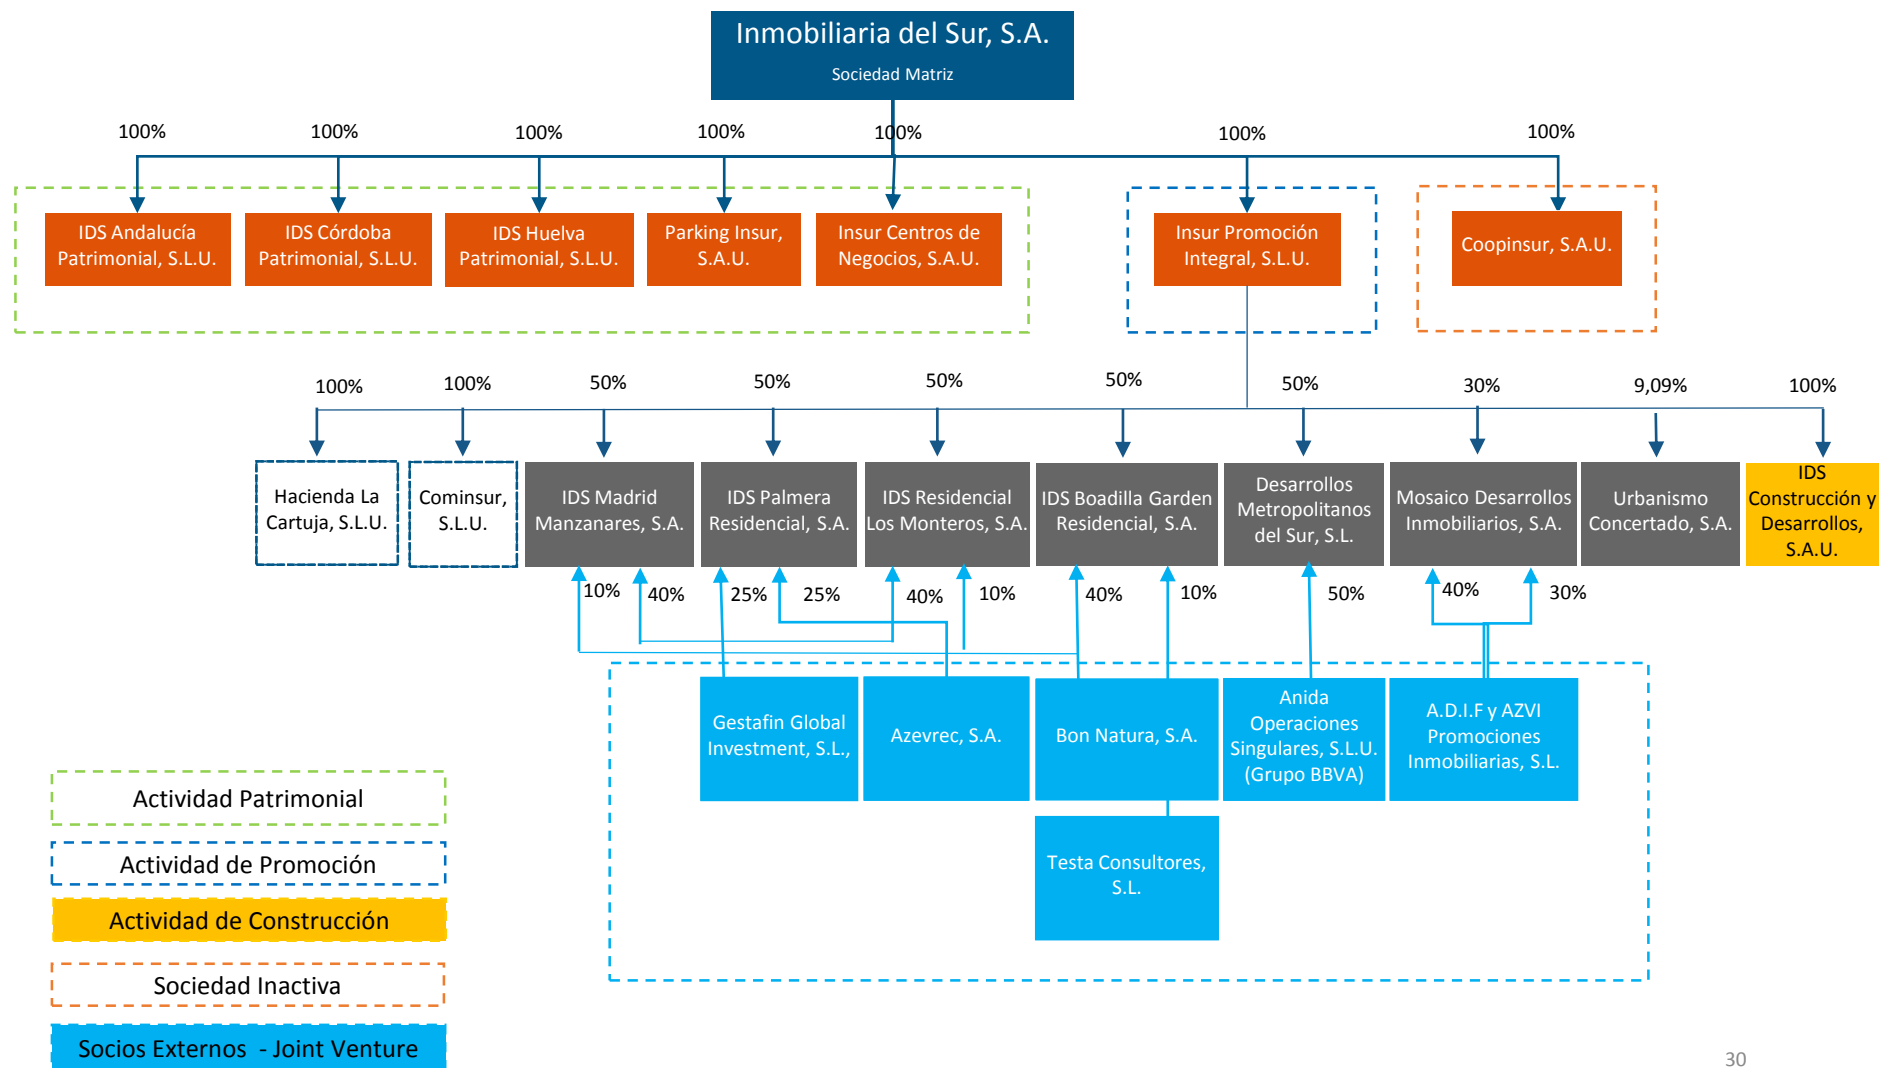 Inmobiliaria del Sur, S.A.
Sociedad Matriz
100%
100%
100%
100%
100%
100%
100%
IDS Andalucía
Patrimonial, S.L.U.
IDS Córdoba
Patrimonial, S.L.U.
IDS Huelva
Patrimonial, S.L.U.
Parking Insur,
S.A.U.
Insur Centros de
Negocios, S.A.U.
Insur Promoción
Integral, S.L.U.
Coopinsur, S.A.U.
100%
100%
50%
50%
50%
50%
50%
30%
9,09%
100%
Hacienda La
Cartuja, S.L.U.
Cominsur,
S.L.U.
IDS Madrid
Manzanares, S.A.
IDS Palmera
Residencial, S.A.
IDS Residencial
Los Monteros, S.A.
IDS Boadilla Garden
Residencial, S.A.
Desarrollos
Metropolitanos
del Sur, S.L.
Mosaico Desarrollos
Inmobiliarios, S.A.
Urbanismo
Concertado, S.A.
IDS
Construcción y
Desarrollos,
S.A.U.
10%
40%
25%
25%
40%
10%
40%
10%
50%
40%
30%
Gestafin Global
Investment, S.L.,
Azevrec, S.A.
Bon Natura, S.A.
Anida
Operaciones
Singulares, S.L.U.
(Grupo BBVA)
A.D.I.F y AZVI
Promociones
Inmobiliarias, S.L.
Testa Consultores,
S.L.
Actividad Patrimonial
Actividad de Promoción
Actividad de Construcción
Sociedad Inactiva
Socios Externos - Joint Venture
30